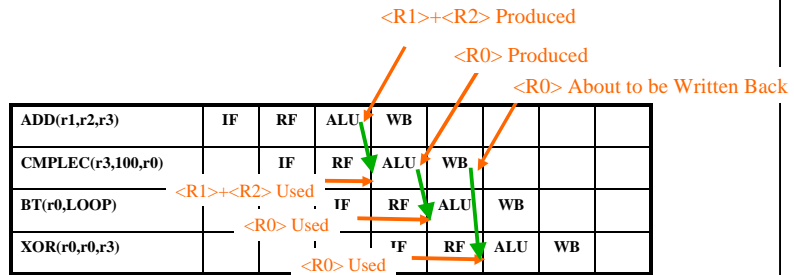 <R1>+<R2> Produced
<R0> Produced
<R0> About to be Written Back
ADD(r1,r2,r3) IF RF ALU WB
CMPLEC(r3,100,r0) IF RF ALU WB
<R1>+<R2> Used
BT(r0,LOOP) IF RF ALU WB
<R0> Used
XOR(r0,r0,r3) IF RF ALU WB
<R0> Used